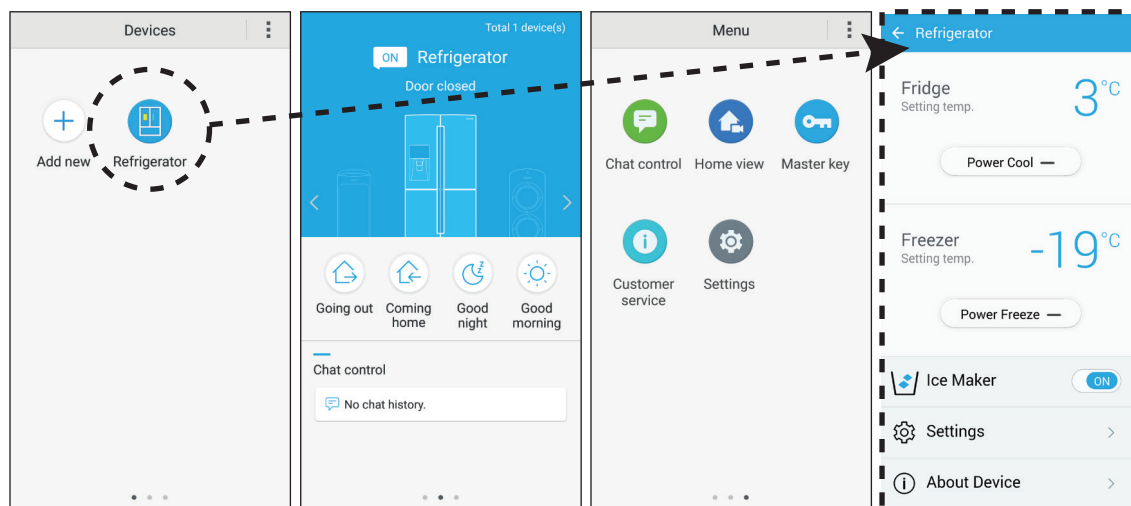 Devices
Add new
Refrigerator
Total 1 device(s)
ON Refrigerator
Door closed
Going out
Coming
home
Good
night
Good
morning
Chat control
No chat history.
Menu
Chat control
Home view
Master key
Customer
service
Settings
Refrigerator
Fridge
Setting temp.
3°C
Power Cool —
Freezer
Setting temp.
-19°C
Power Freeze —
Ice Maker
ON
Settings
About Device